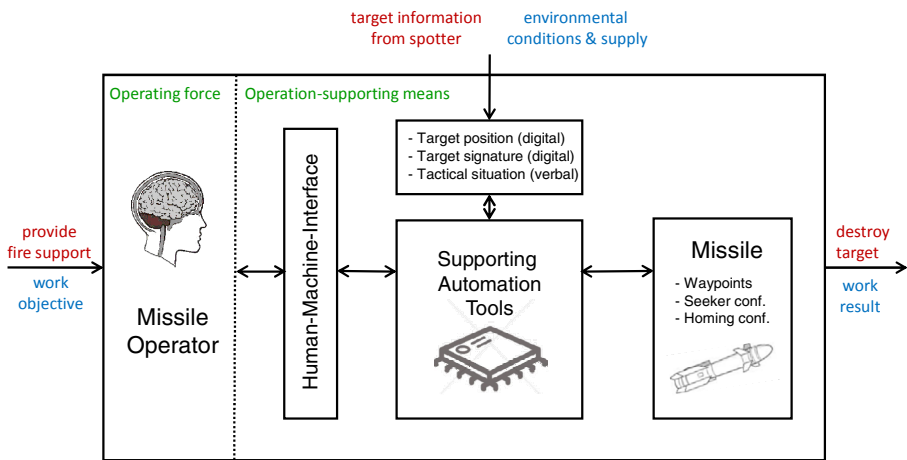 target information
from spotter
environmental
conditions & supply
Operating force
Operation-supporting means
- Target position (digital)
- Target signature (digital)
- Tactical situation (verbal)
provide
fire support
work
objective
Missile
Operator
Human-Machine-Interface
Supporting
Automation
Tools
Missile
- Waypoints
- Seeker conf.
- Homing conf.
destroy
target
work
result